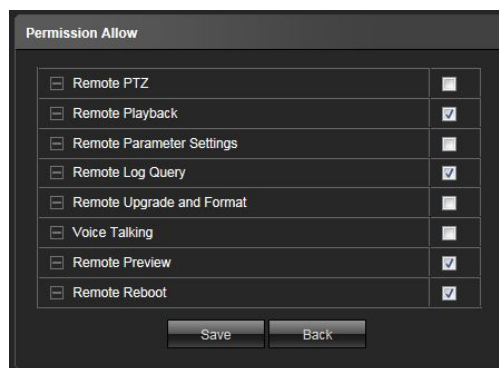 Permission Allow
Remote PTZ
Remote Playback
Remote Parameter Settings
Remote Log Query
Remote Upgrade and Format
Voice Talking
Remote Preview
Remote Reboot
Save Back